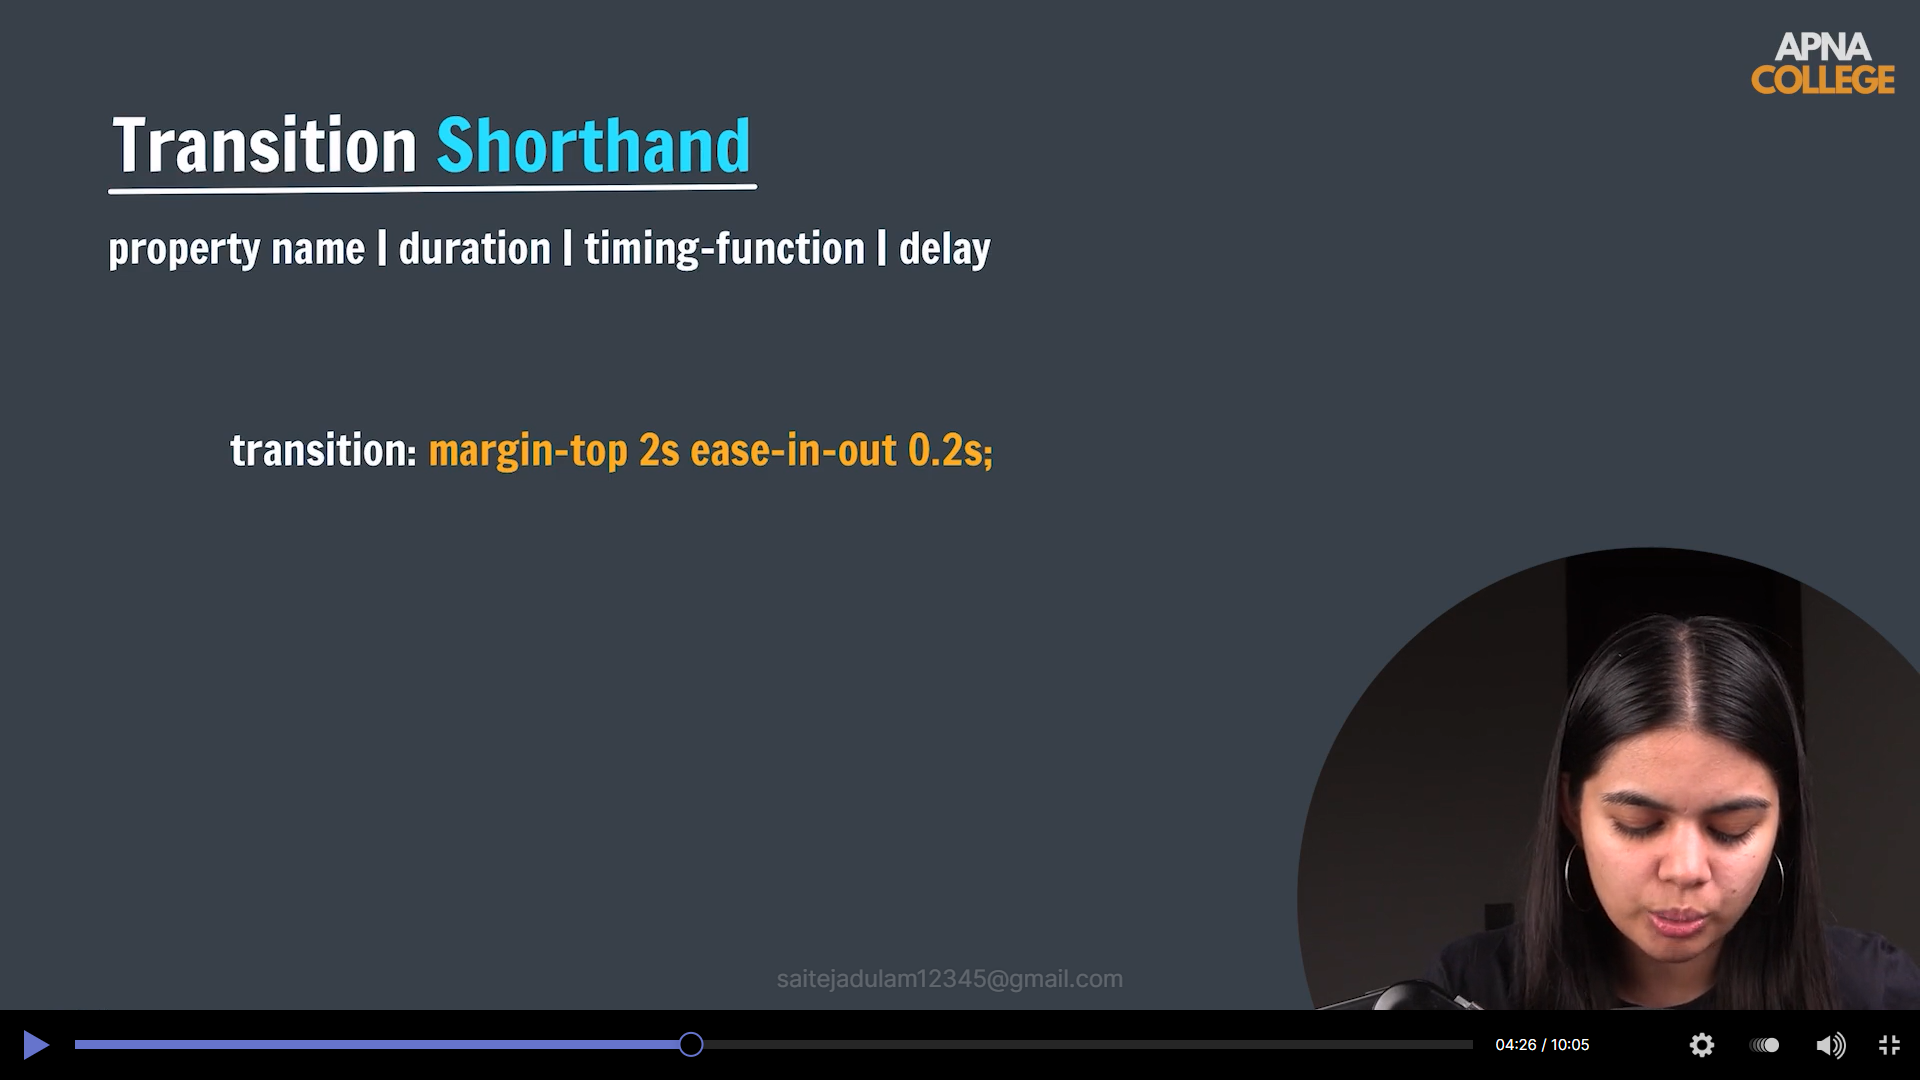 APNA
COLLEGE
Transition Shorthand
property name | duration | timing-function | delay
transition: margin-top 2s ease-in-out 0.2s;
saitejadulam12345@gmail.com
04:26 / 10:05